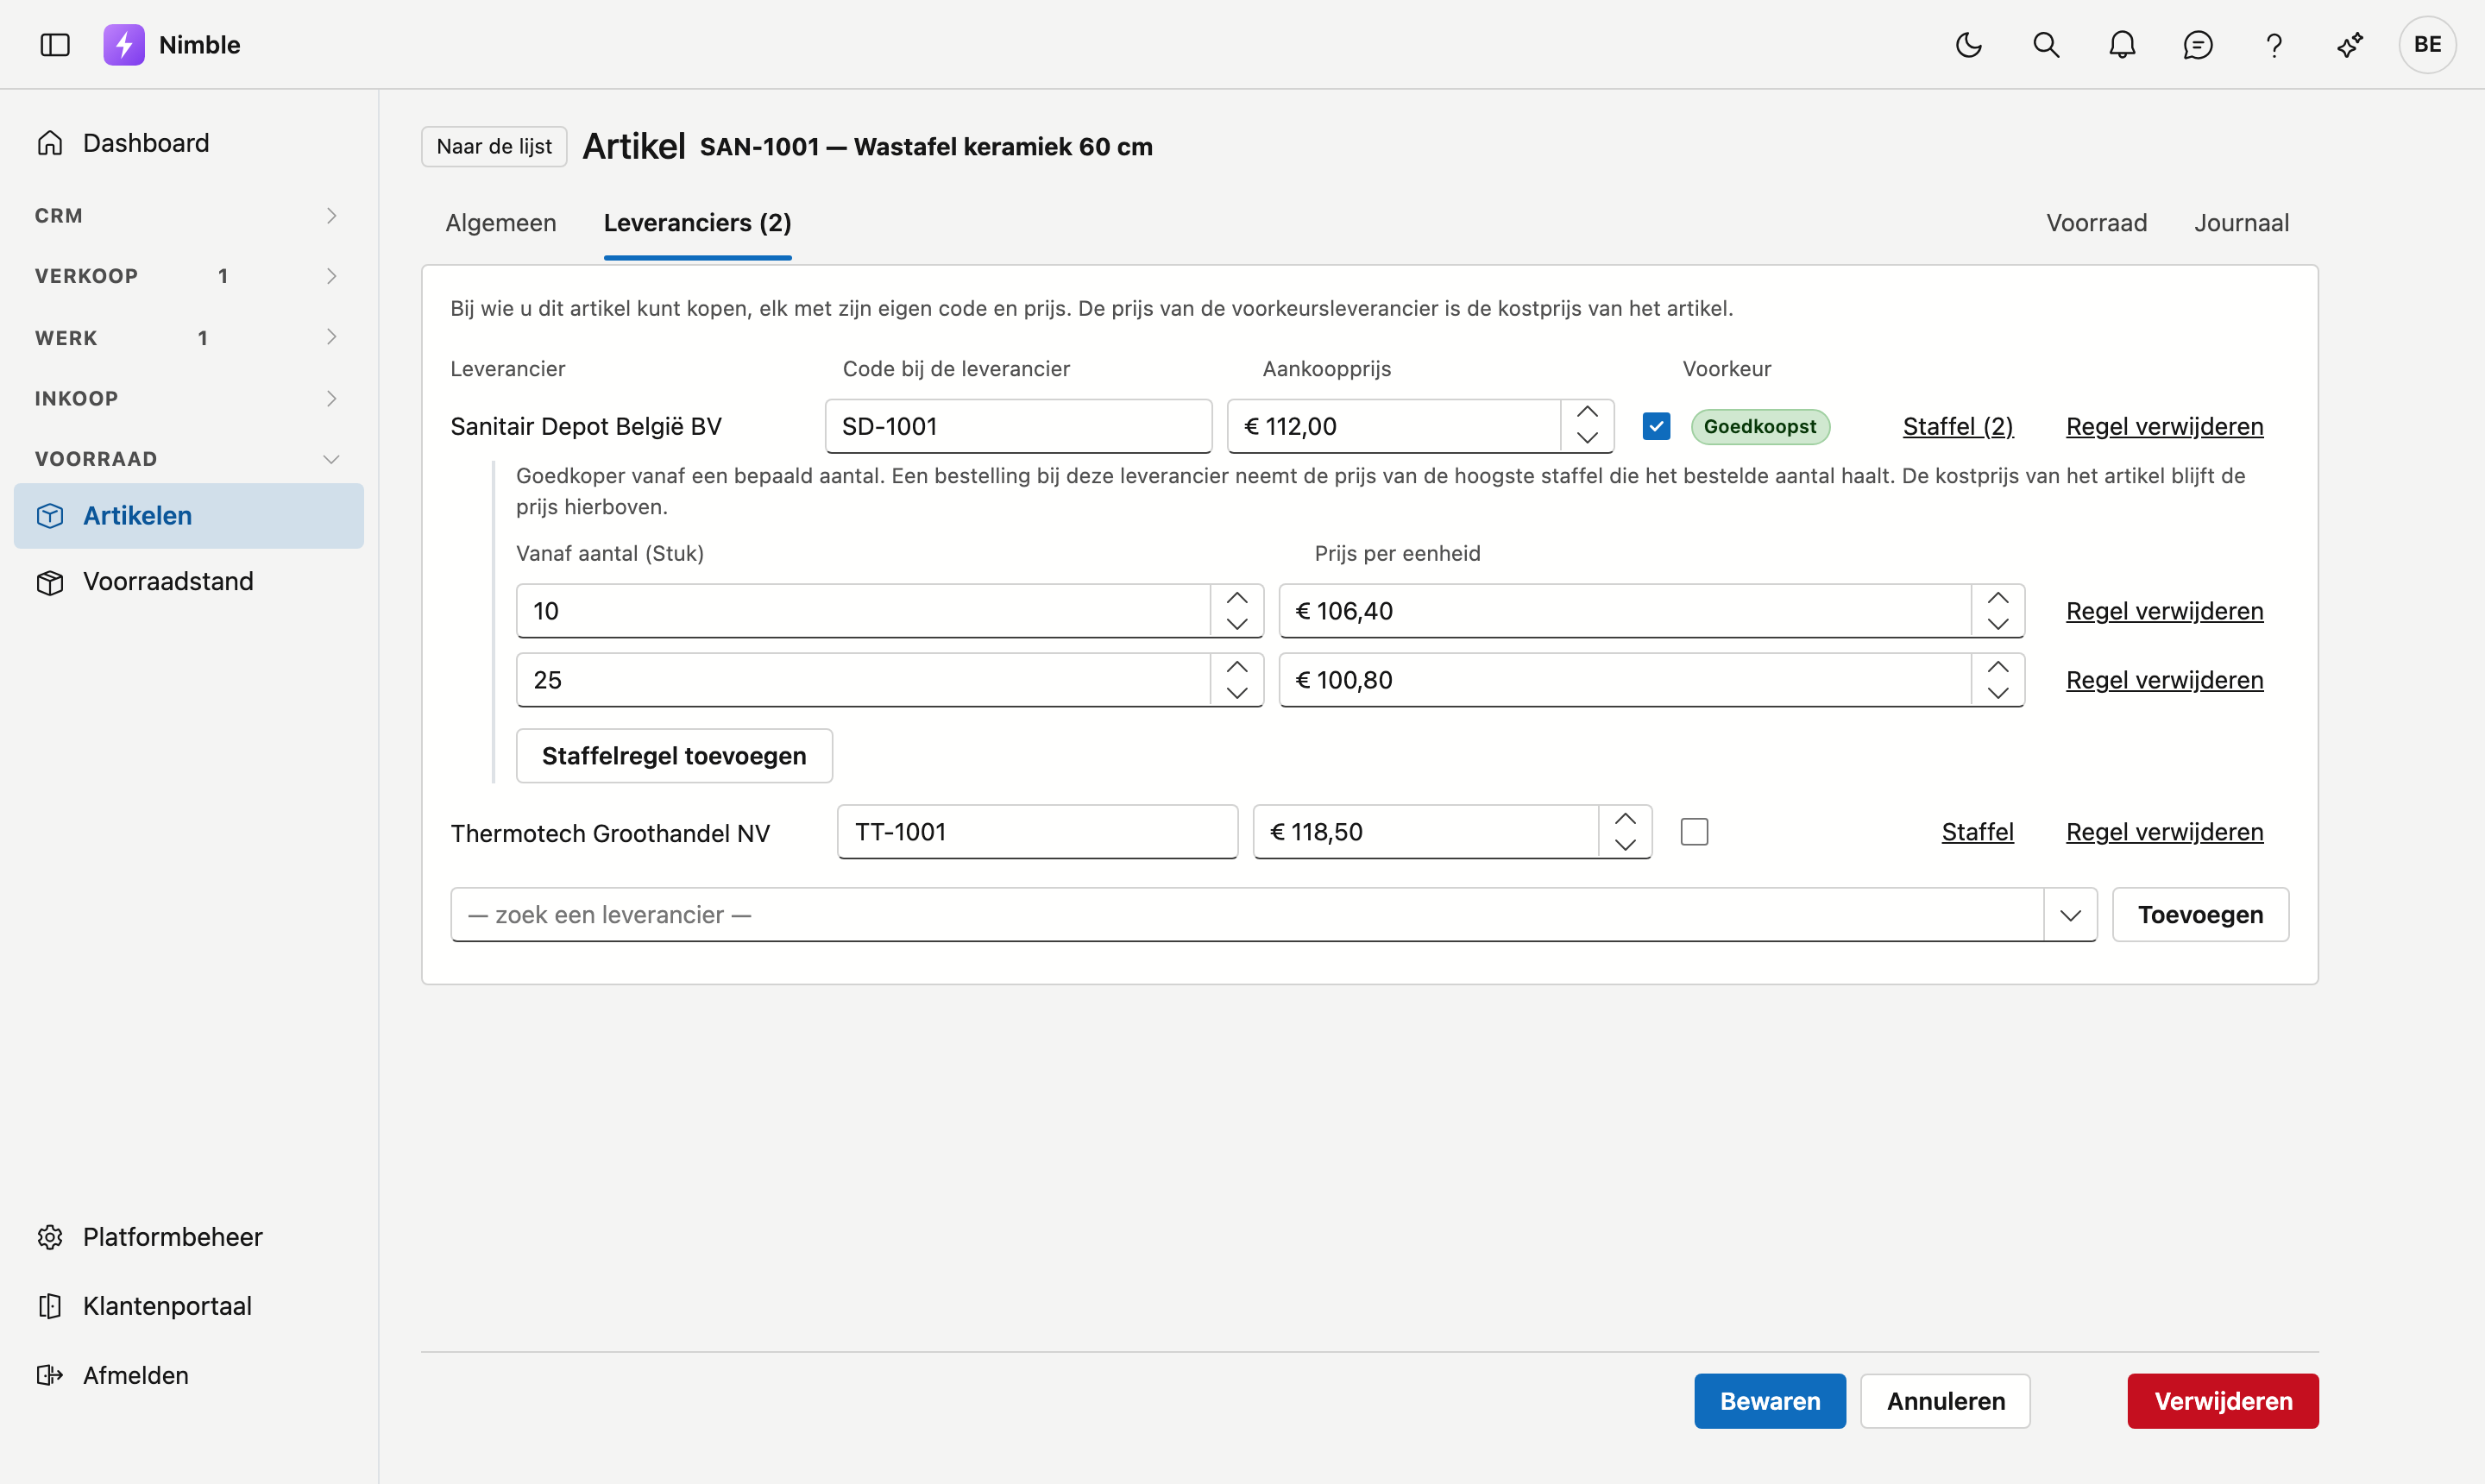 Nimble
BE
Dashboard
CRM
VERKOOP 1
WERK 1
INKOOP
VOORRAAD
Artikelen
Voorraadstand
Platformbeheer
Klantenportaal
Afmelden
Naar de lijst Artikel SAN-1001 — Wastafel keramiek 60 cm
Algemeen Leveranciers (2) Voorraad Journaal
Bij wie u dit artikel kunt kopen, elk met zijn eigen code en prijs. De prijs van de voorkeursleverancier is de kostprijs van het artikel.
Leverancier Code bij de leverancier Aankoopprijs Voorkeur
Sanitair Depot België BV SD-1001 € 112,00 Goedkoopst Staffel (2) Regel verwijderen
Goedkoper vanaf een bepaald aantal. Een bestelling bij deze leverancier neemt de prijs van de hoogste staffel die het bestelde aantal haalt. De kostprijs van het artikel blijft de
prijs hierboven.
Vanaf aantal (Stuk) Prijs per eenheid
10 € 106,40 Regel verwijderen
25 € 100,80 Regel verwijderen
Staffelregel toevoegen
Thermotech Groothandel NV TT-1001 € 118,50 Staffel Regel verwijderen
— zoek een leverancier — Toevoegen
Bewaren Annuleren Verwijderen